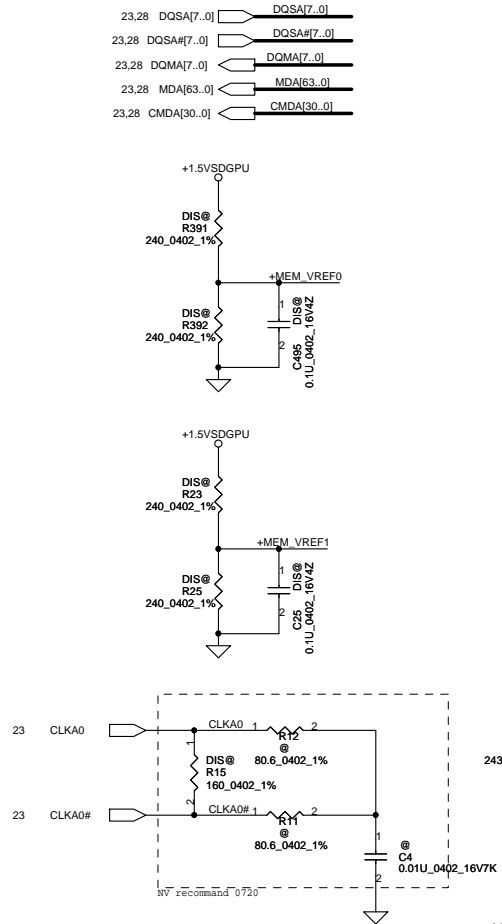 23,28 DQSA[7..0] DQSA[7..0]
23,28 DQSA#[7..0] DQSA#[7..0]
23,28 DQMA[7..0] DQMA[7..0]
23,28 MDA[63..0] MDA[63..0]
23,28 CMDA[30..0] CMDA[30..0]
+1.5VSDGPU
DIS@
R391
240_0402_1%
+MEM_VREF0
DIS@
R392
240_0402_1%
1
2
C495 DIS@
0.1U_0402_16V4Z
+1.5VSDGPU
DIS@
R23
240_0402_1%
+MEM_VREF1
DIS@
R25
240_0402_1%
1
2
C25 DIS@
0.1U_0402_16V4Z
23 CLKA0 CLKA0 1 2
R12
@
80.6_0402_1%
1
DIS@
R15
160_0402_1%
2
243
23 CLKA0# CLKA0# 1 2
R11
@
80.6_0402_1%
1
@
C4
0.01U_0402_16V7K
2
NV recommand 0720